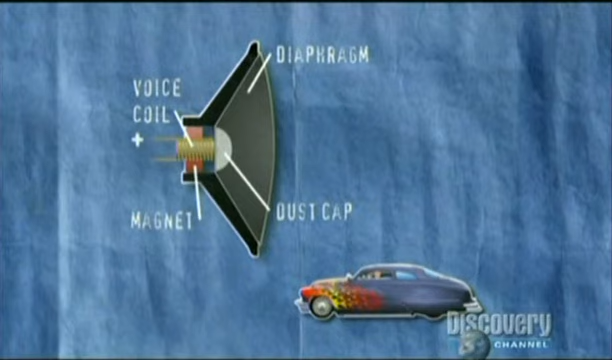 DIAPHRAGM
VOICE
COIL
+
MAGNET
DUST CAP
Discovery
CHANNEL